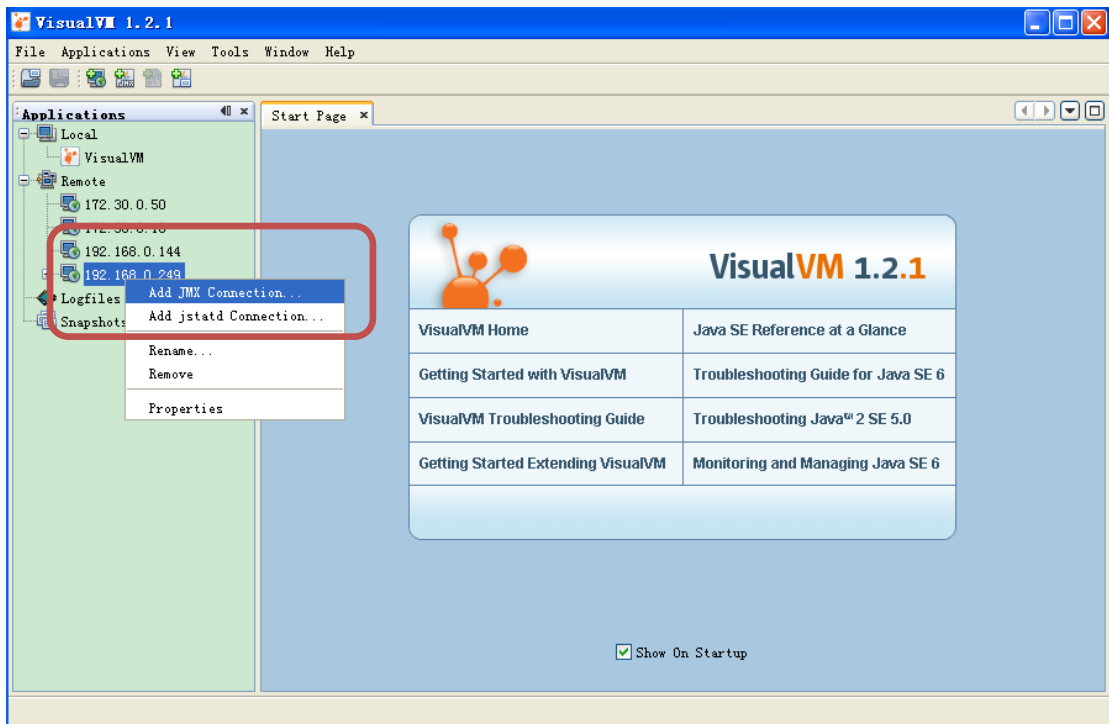 VisualVM 1.2.1
File Applications View Tools Window Help
Applications
Start Page
Local
VisualVM
Remote
172.30.0.50
192.168.0.144
192.168.0.249
Logfiles
Snapshots
Add JMX Connection...
Add jstatd Connection...
Rename...
Remove
Properties
VisualVM 1.2.1
VisualVM Home
Java SE Reference at a Glance
Getting Started with VisualVM
Troubleshooting Guide for Java SE 6
VisualVM Troubleshooting Guide
Troubleshooting Java™ 2 SE 5.0
Getting Started Extending VisualVM
Monitoring and Managing Java SE 6
Show On Startup